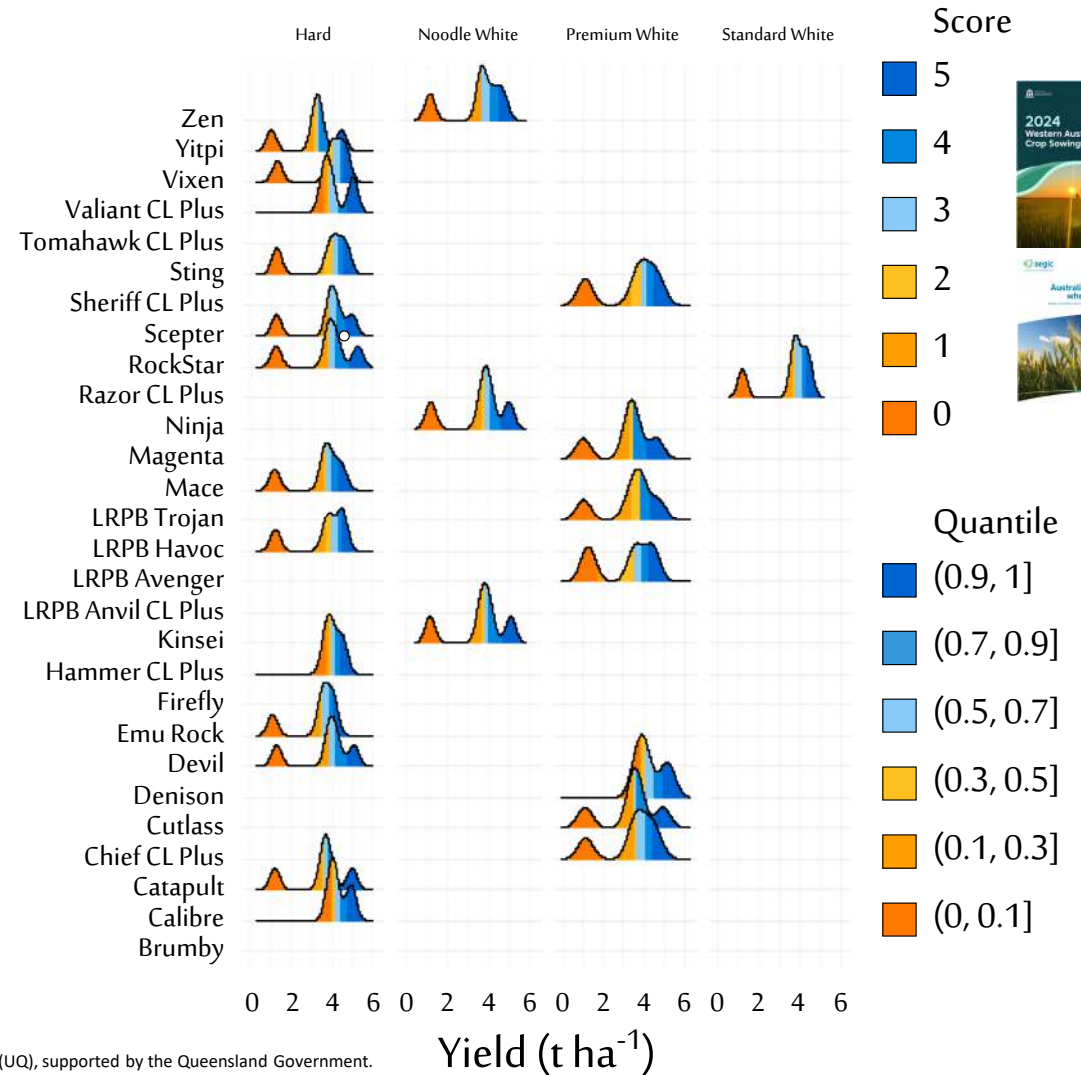 Score
Hard Noodle White Premium White Standard White
5
4
3
2
1
0
2024
Western
Crop Sowing
aegic
Zen
Yitpi
Vixen
Valiant CL Plus
Tomahawk CL Plus
Sting
Sheriff CL Plus
Scepter
RockStar
Razor CL Plus
Ninja
Magenta
Mace
LRPB Trojan
LRPB Havoc
LRPB Avenger
LRPB Anvil CL Plus
Kinsei
Hammer CL Plus
Firefly
Emu Rock
Devil
Denison
Cutlass
Chief CL Plus
Catapult
Calibre
Brumby
Quantile
(0.9, 1]
(0.7, 0.9]
(0.5, 0.7]
(0.3, 0.5]
(0.1, 0.3]
(0, 0.1]
0 2 4 6 0 2 4 6 0 2 4 6 0 2 4 6
Yield (t ha⁻¹)
(UQ), supported by the Queensland Government.